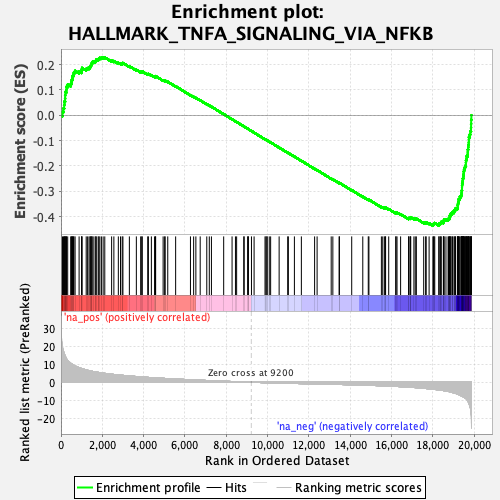 Enrichment plot:
HALLMARK_TNFA_SIGNALING_VIA_NFKB
Enrichment score (ES)
0.2
0.1
0.0
-0.1
-0.2
-0.3
-0.4
'na_pos' (positively correlated)
Ranked list metric (PreRanked)
30
20
10
0
-10
-20
Zero cross at 9200
'na_neg' (negatively correlated)
0
2,000
4,000
6,000
8,000
10,000
12,000
14,000
16,000
18,000
20,000
Rank in Ordered Dataset
Enrichment profile
Hits
Ranking metric scores